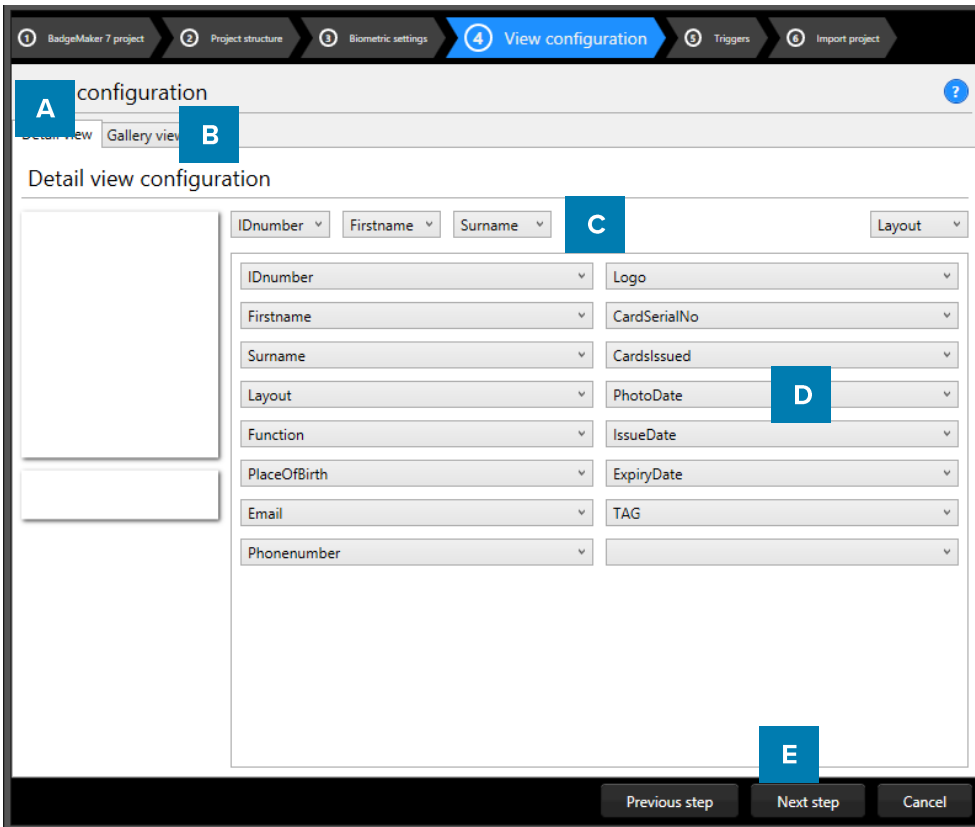 1 BadgeMaker 7 project 2 Project structure 3 Biometric settings 4 View configuration 5 Triggers 6 Import project
A configuration ?
view Gallery view B
Detail view configuration
IDnumber Firstname Surname C Layout
IDnumber Logo
Firstname CardSerialNo
Surname CardsIssued
Layout PhotoDate D
Function IssueDate
PlaceOfBirth ExpiryDate
Email TAG
Phonenumber
E
Previous step Next step Cancel